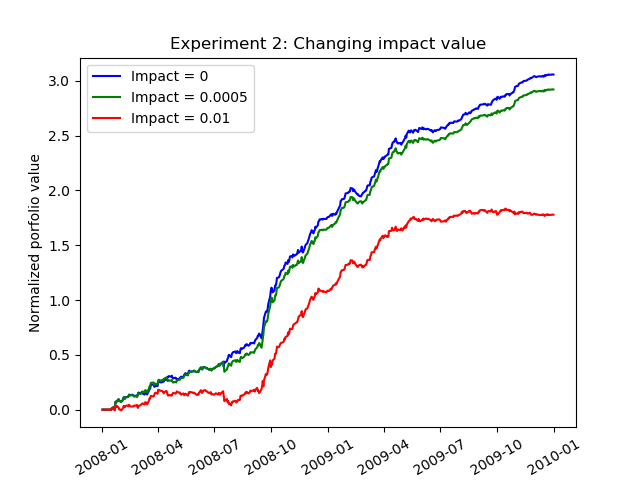 Experiment 2: Changing impact value
Impact = 0
Impact = 0.0005
Impact = 0.01
Normalized porfolio value
3.0
2.5
2.0
1.5
1.0
0.5
0.0
2008-01 2008-04 2008-07 2008-10 2009-01 2009-04 2009-07 2009-10 2010-01